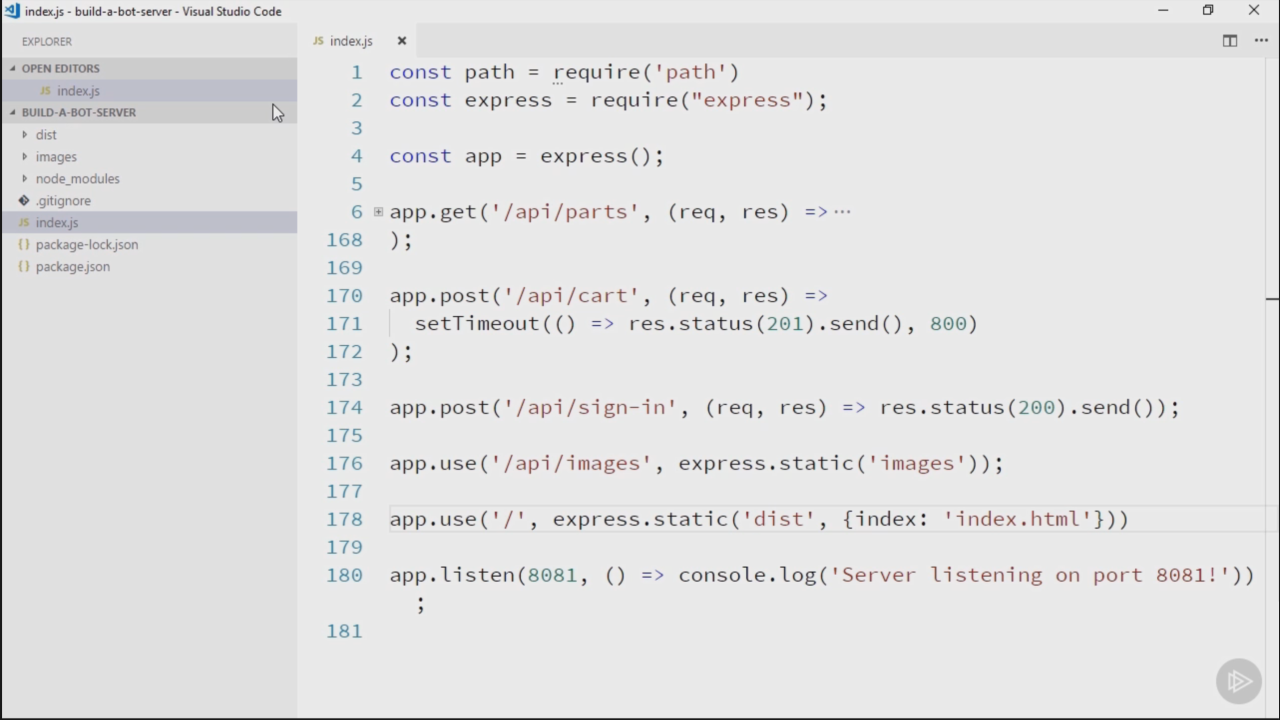 index.js - build-a-bot-server - Visual Studio Code
EXPLORER
OPEN EDITORS
JS index.js
BUILD-A-BOT-SERVER
dist
images
node_modules
.gitignore
JS index.js
{} package-lock.json
{} package.json
JS index.js
1 const path = require('path')
2 const express = require("express");
3
4 const app = express();
5
6 app.get('/api/parts', (req, res) => ···
168 );
169
170 app.post('/api/cart', (req, res) =>
171 setTimeout(() => res.status(201).send(), 800)
172 );
173
174 app.post('/api/sign-in', (req, res) => res.status(200).send());
175
176 app.use('/api/images', express.static('images'));
177
178 app.use('/', express.static('dist', {index: 'index.html'}))
179
180 app.listen(8081, () => console.log('Server listening on port 8081!'))
;
181